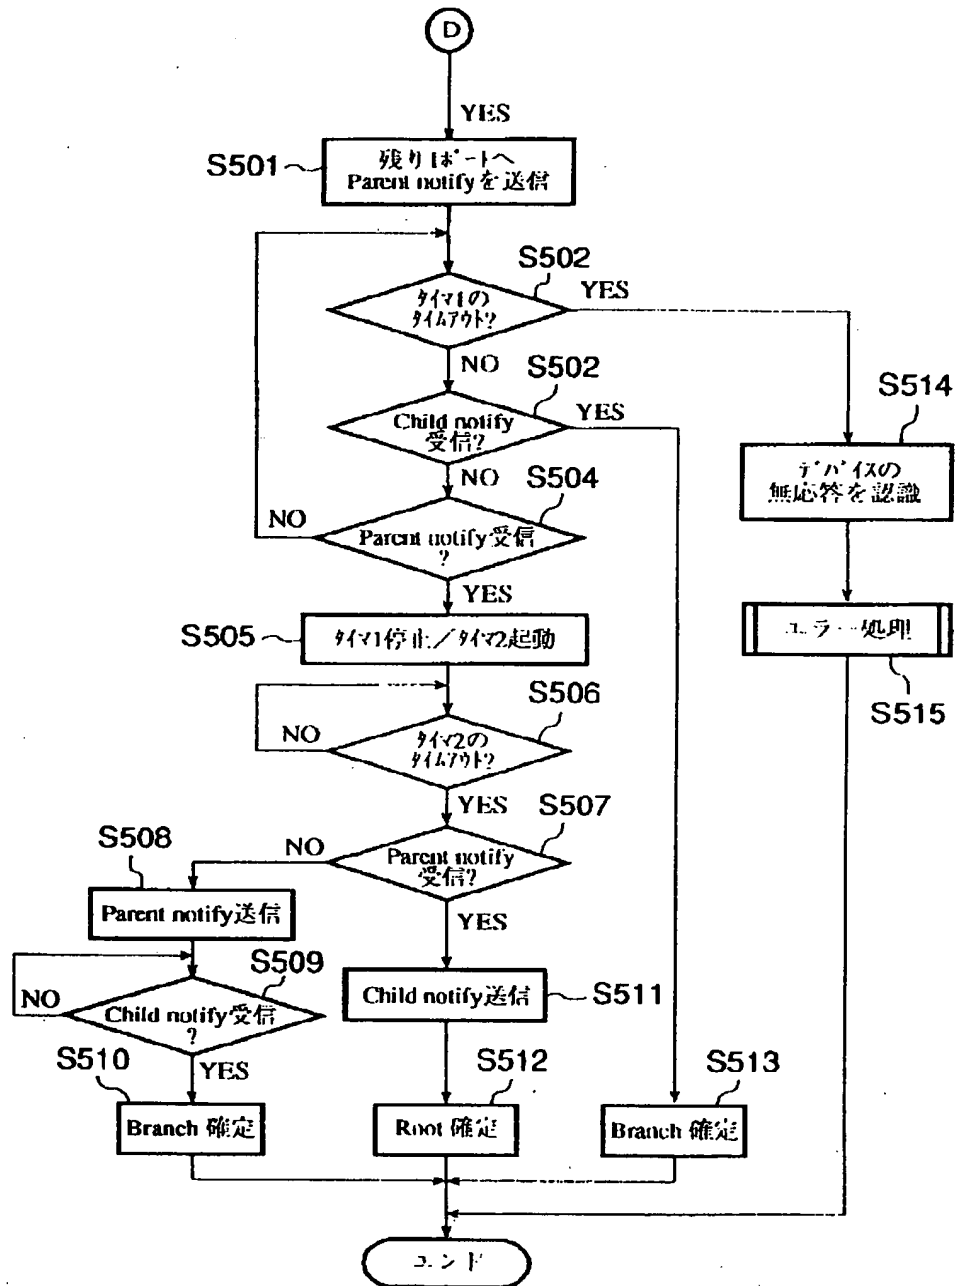 D
YES
S501
残り1ポートへ
Parent notifyを送信
S502
タイマ1の
タイムアウト?
YES
NO
S502
Child notify
受信?
YES
NO
S514
デバイスの
無応答を認識
S504
Parent notify受信
?
NO
YES
エラー処理
S515
S505
タイマ1停止/タイマ2起動
S506
タイマ2の
タイムアウト?
NO
YES
S507
Parent notify
受信?
NO
YES
S508
Parent notify送信
S509
Child notify受信
?
NO
YES
Child notify送信
S511
S510
Branch 確定
S512
Root 確定
S513
Branch 確定
エンド